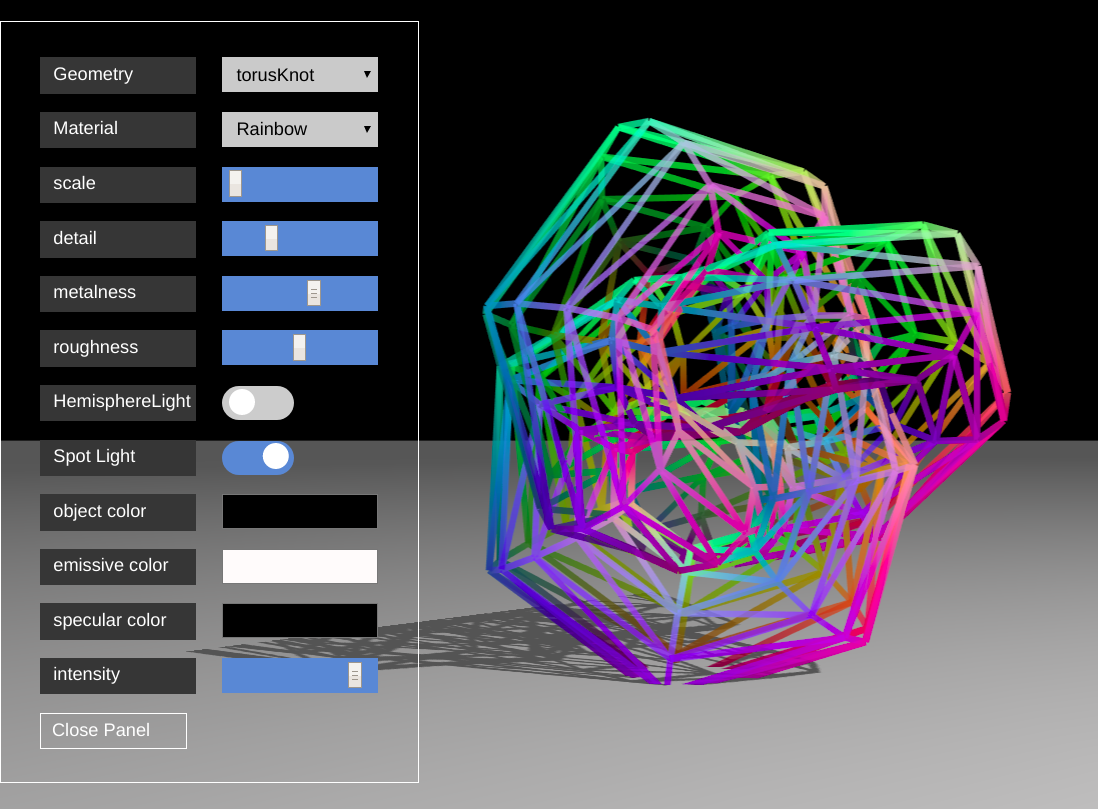 Geometry torusKnot
Material Rainbow
scale
detail
metalness
roughness
HemisphereLight
Spot Light
object color
emissive color
specular color
intensity
Close Panel